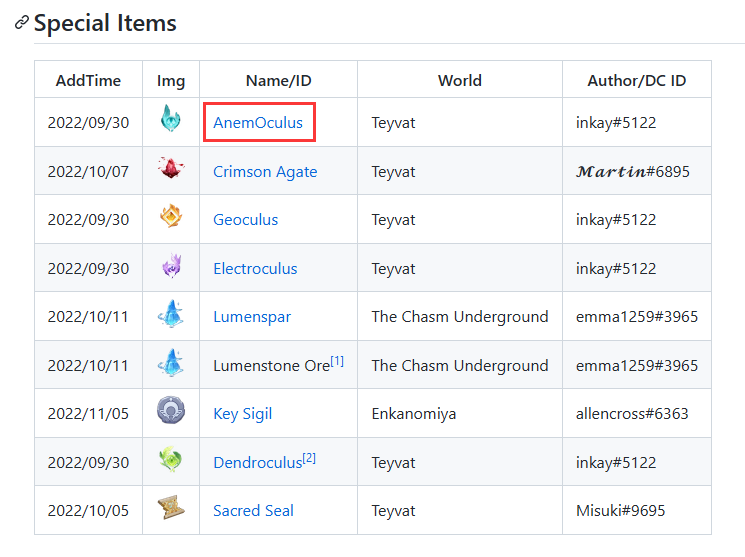 Special Items
AddTime Img Name/ID World Author/DC ID
2022/09/30 AnemOculus Teyvat inkay#5122
2022/10/07 Crimson Agate Teyvat 𝓜𝓪𝓻𝓽𝓲𝓷#6895
2022/09/30 Geoculus Teyvat inkay#5122
2022/09/30 Electroculus Teyvat inkay#5122
2022/10/11 Lumenspar The Chasm Underground emma1259#3965
2022/10/11 Lumenstone Ore[1] The Chasm Underground emma1259#3965
2022/11/05 Key Sigil Enkanomiya allencross#6363
2022/09/30 Dendroculus[2] Teyvat inkay#5122
2022/10/05 Sacred Seal Teyvat Misuki#9695